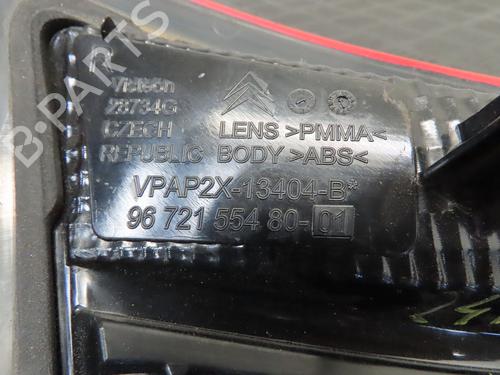 Visteon
28734G
CZECH LENS >PMMA<
REPUBLIC BODY >ABS<
VPAP2X-13404-B*
96 721 554 80-01
B-PARTS